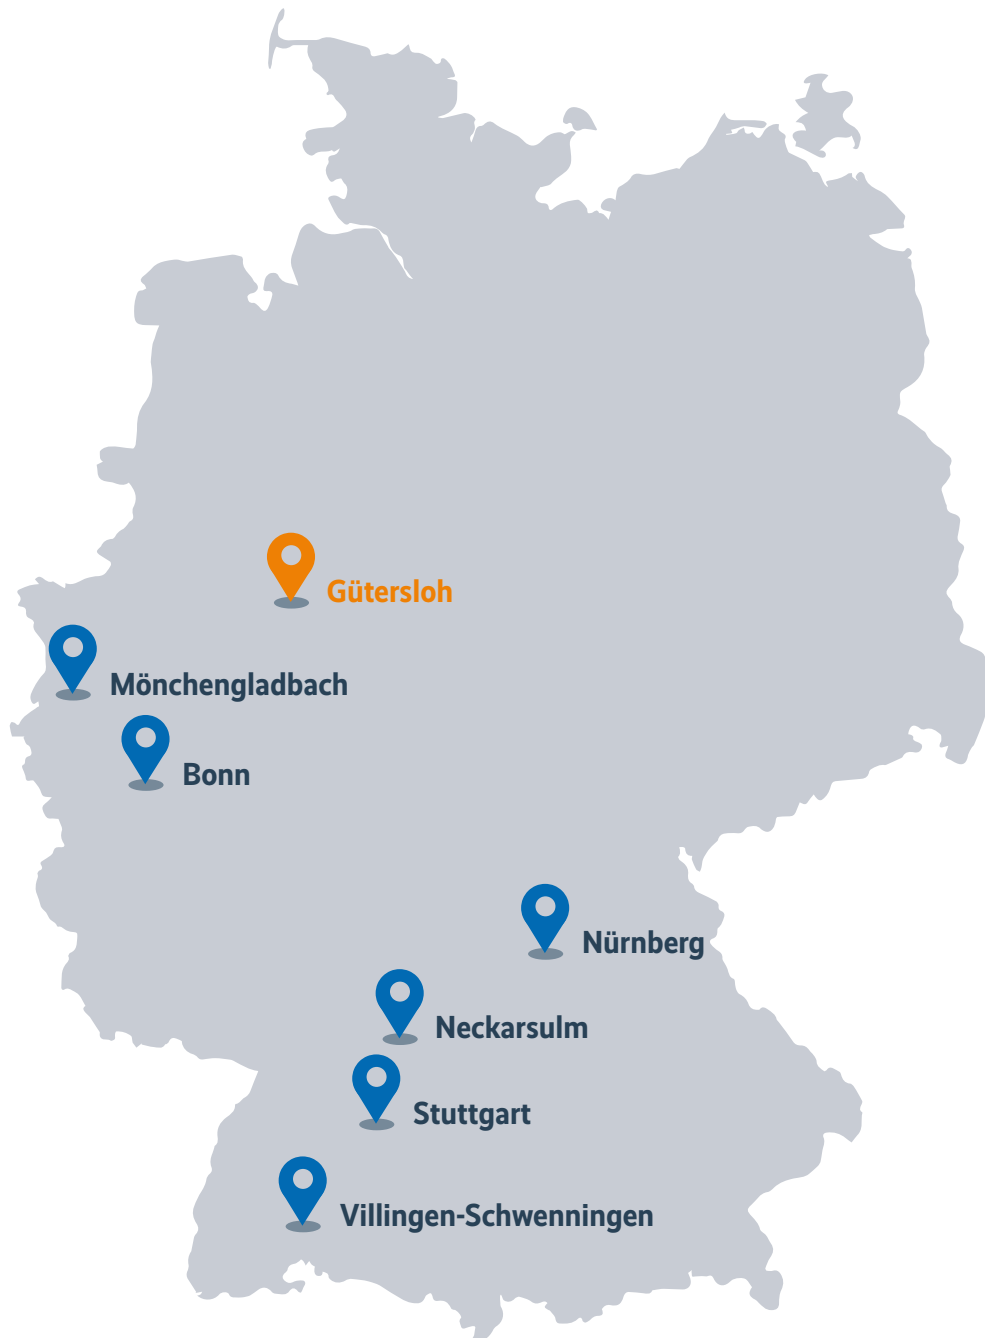 Gütersloh
Mönchengladbach
Bonn
Nürnberg
Neckarsulm
Stuttgart
Villingen-Schwenningen